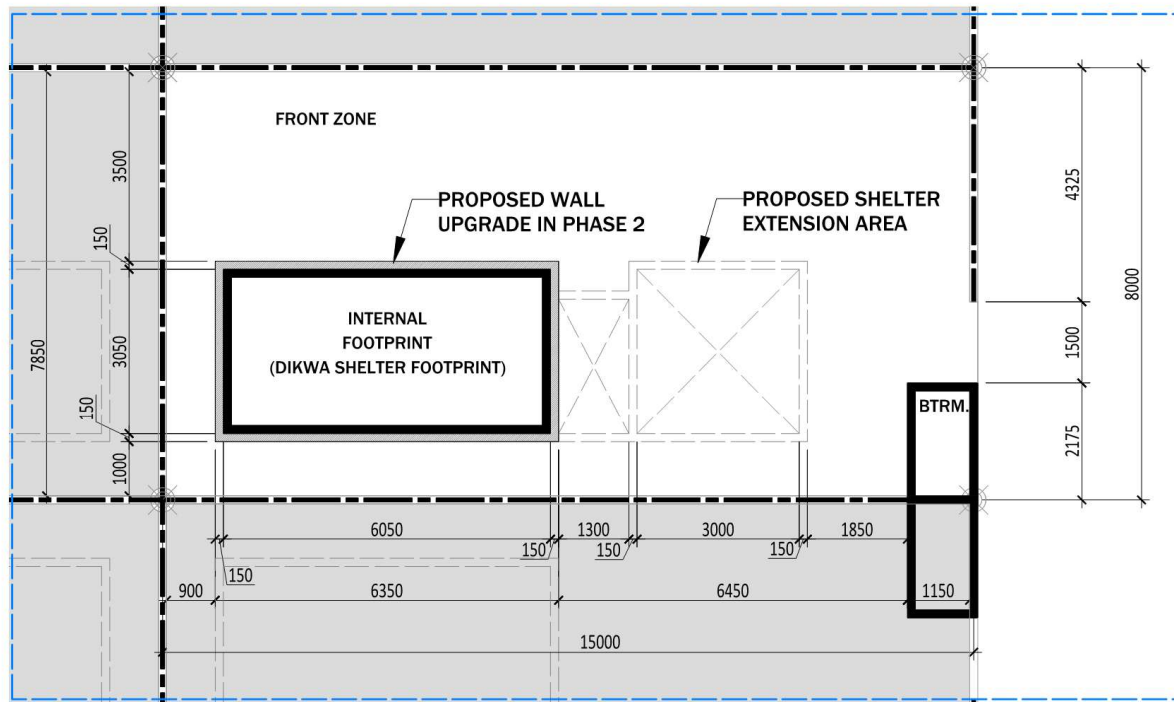 FRONT ZONE
PROPOSED WALL
UPGRADE IN PHASE 2
PROPOSED SHELTER
EXTENSION AREA
INTERNAL
FOOTPRINT
(DIKWA SHELTER FOOTPRINT)
BTRM.
7850
3500
150
3050
150
1000
4325
1500
2175
8000
6050
150
1300
150
3000
150
1850
150
900
6350
6450
1150
15000